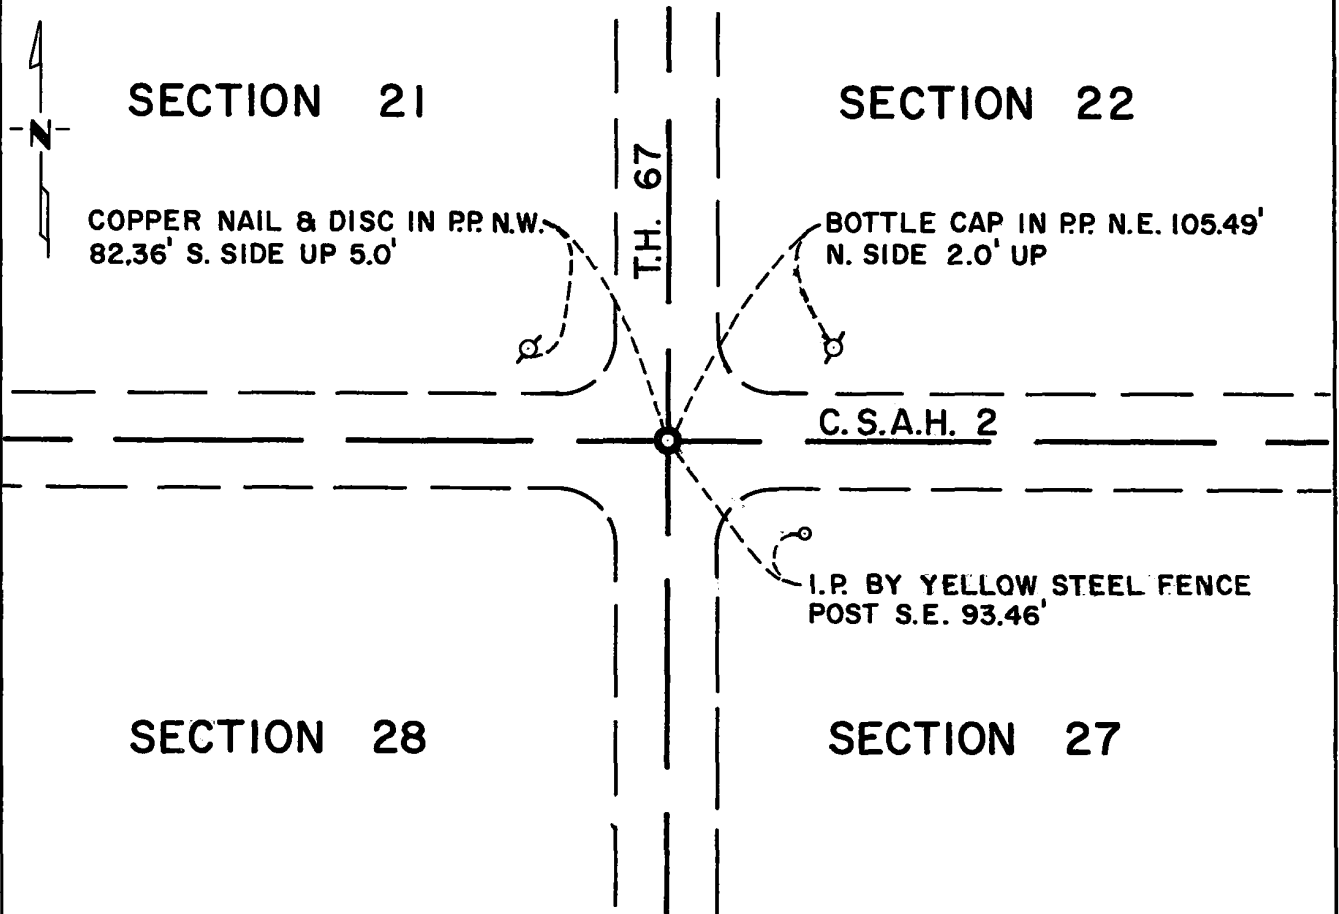 SECTION 21
SECTION 22
N
T.H. 67
COPPER NAIL & DISC IN P.P. N.W.
82.36' S. SIDE UP 5.0'
BOTTLE CAP IN P.P. N.E. 105.49'
N. SIDE 2.0' UP
C.S.A.H. 2
I.P. BY YELLOW STEEL FENCE
POST S.E. 93.46'
SECTION 28
SECTION 27